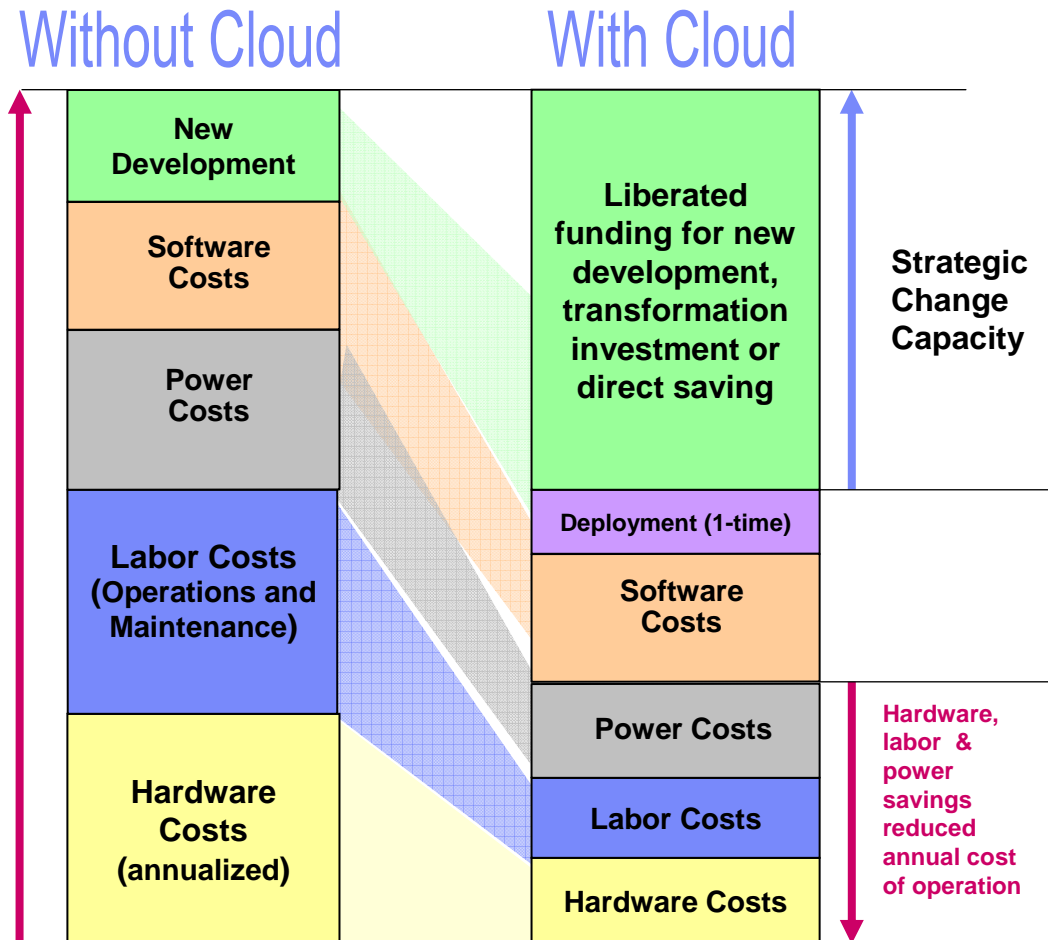 Without Cloud
With Cloud
New
Development
Software
Costs
Power
Costs
Labor Costs
(Operations and
Maintenance)
Hardware
Costs
(annualized)
Liberated
funding for new
development,
transformation
investment or
direct saving
Deployment (1-time)
Software
Costs
Power Costs
Labor Costs
Hardware Costs
Strategic
Change
Capacity
Hardware,
labor &
power
savings
reduced
annual cost
of operation